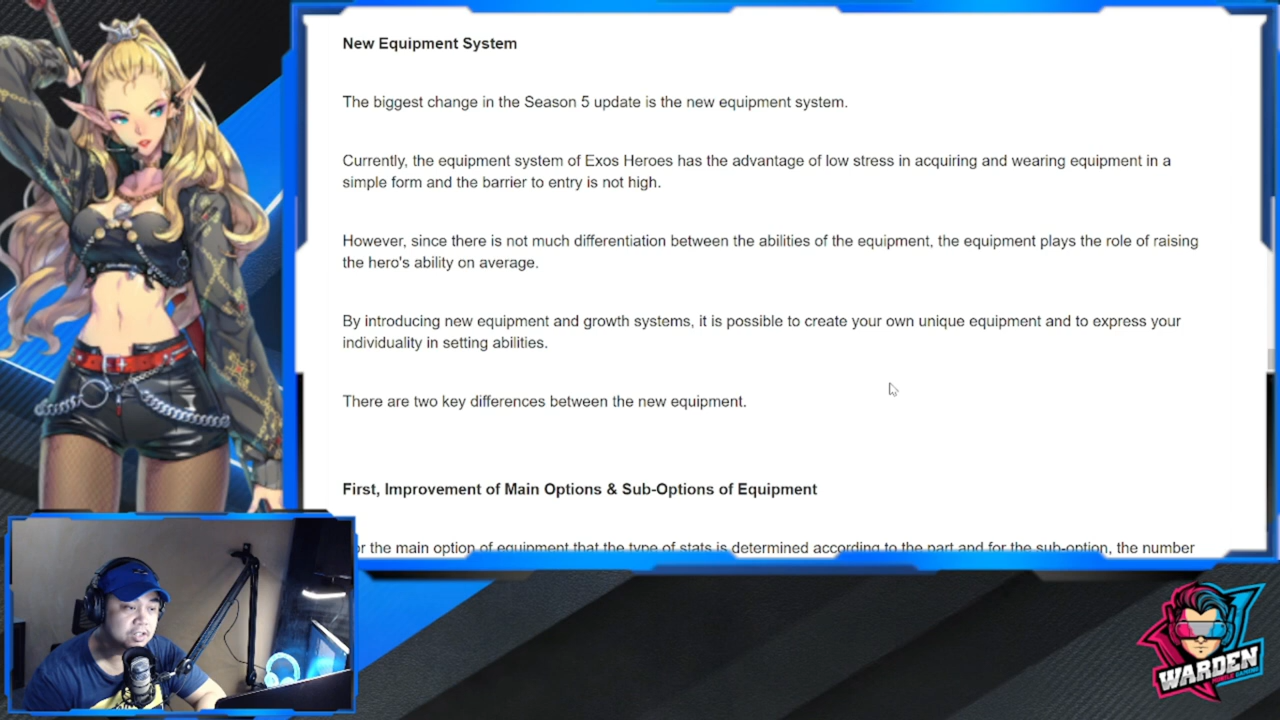 New Equipment System
The biggest change in the Season 5 update is the new equipment system.
Currently, the equipment system of Exos Heroes has the advantage of low stress in acquiring and wearing equipment in a
simple form and the barrier to entry is not high.
However, since there is not much differentiation between the abilities of the equipment, the equipment plays the role of raising
the hero's ability on average.
By introducing new equipment and growth systems, it is possible to create your own unique equipment and to express your
individuality in setting abilities.
There are two key differences between the new equipment.
First, Improvement of Main Options & Sub-Options of Equipment
the main option of equipment that the type of stats is determined according to the part and for the sub-option, the number
WARDEN
MOBILE GAMING